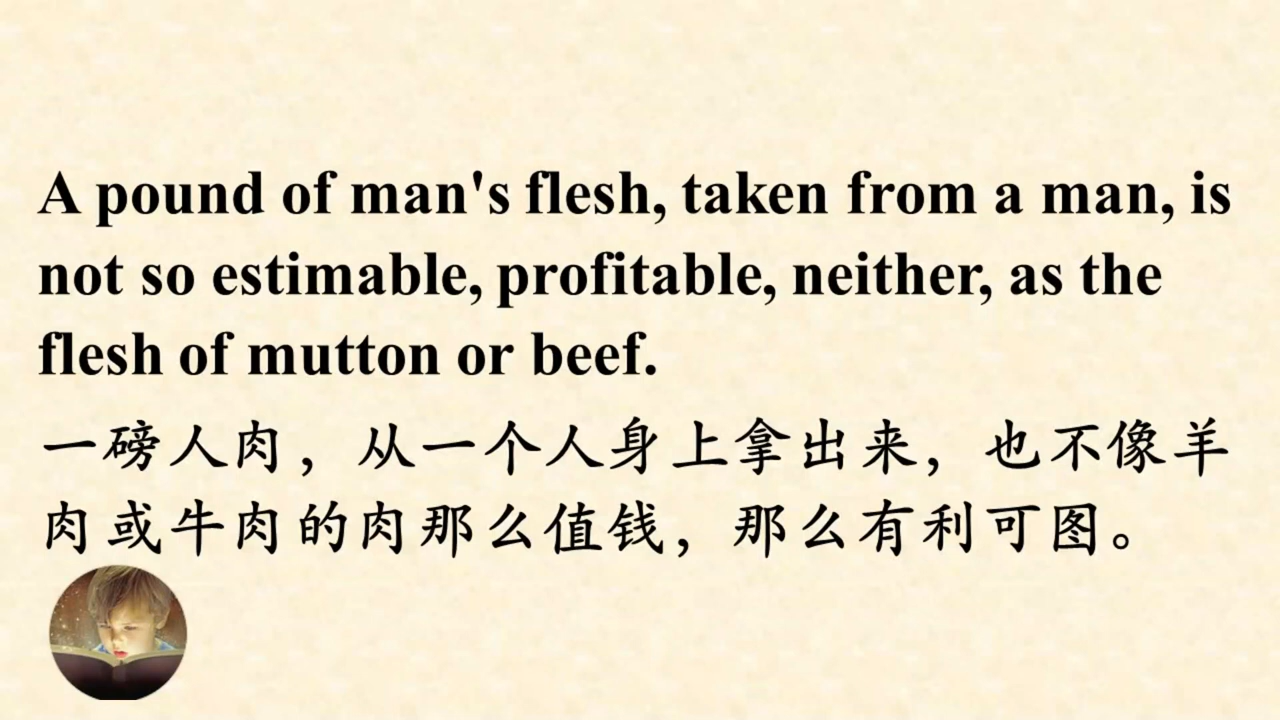 A pound of man's flesh, taken from a man, is
not so estimable, profitable, neither, as the
flesh of mutton or beef.
一磅人肉，从一个人身上拿出来，也不像羊
肉或牛肉的肉那么值钱，那么有利可图。